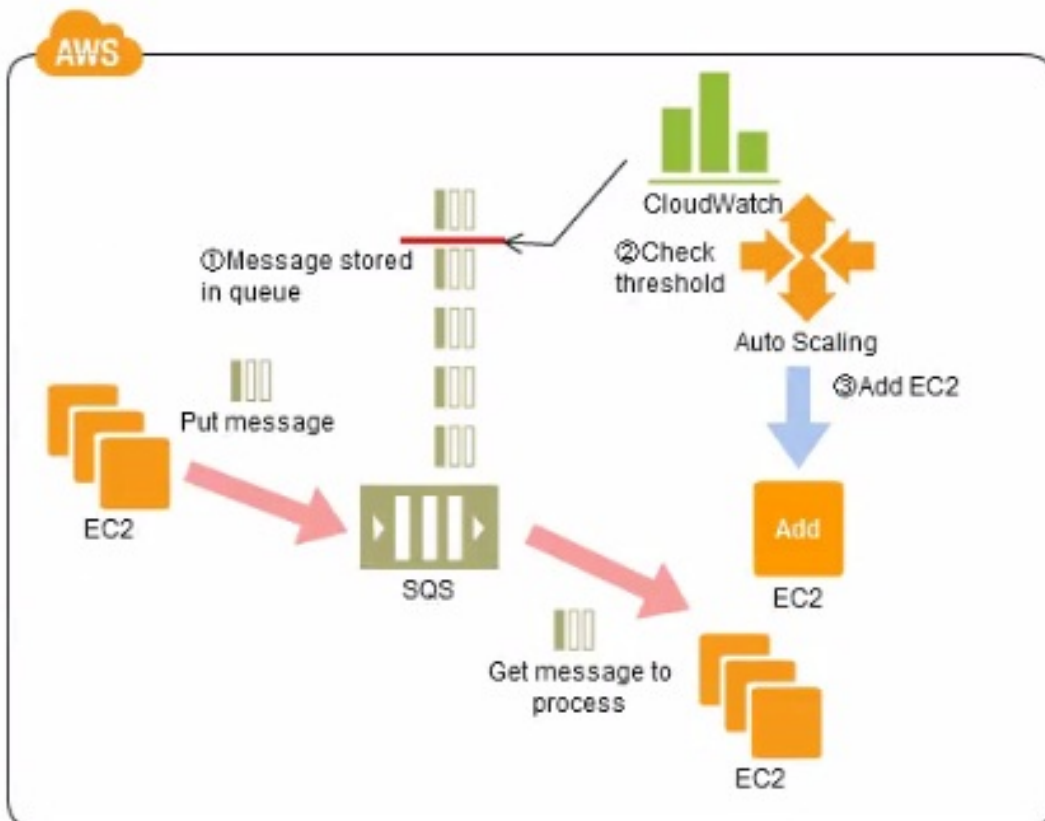 AWS
CloudWatch
①Message stored
in queue
②Check
threshold
Auto Scaling
③Add EC2
Put message
EC2
SQS
Add
EC2
Get message to
process
EC2